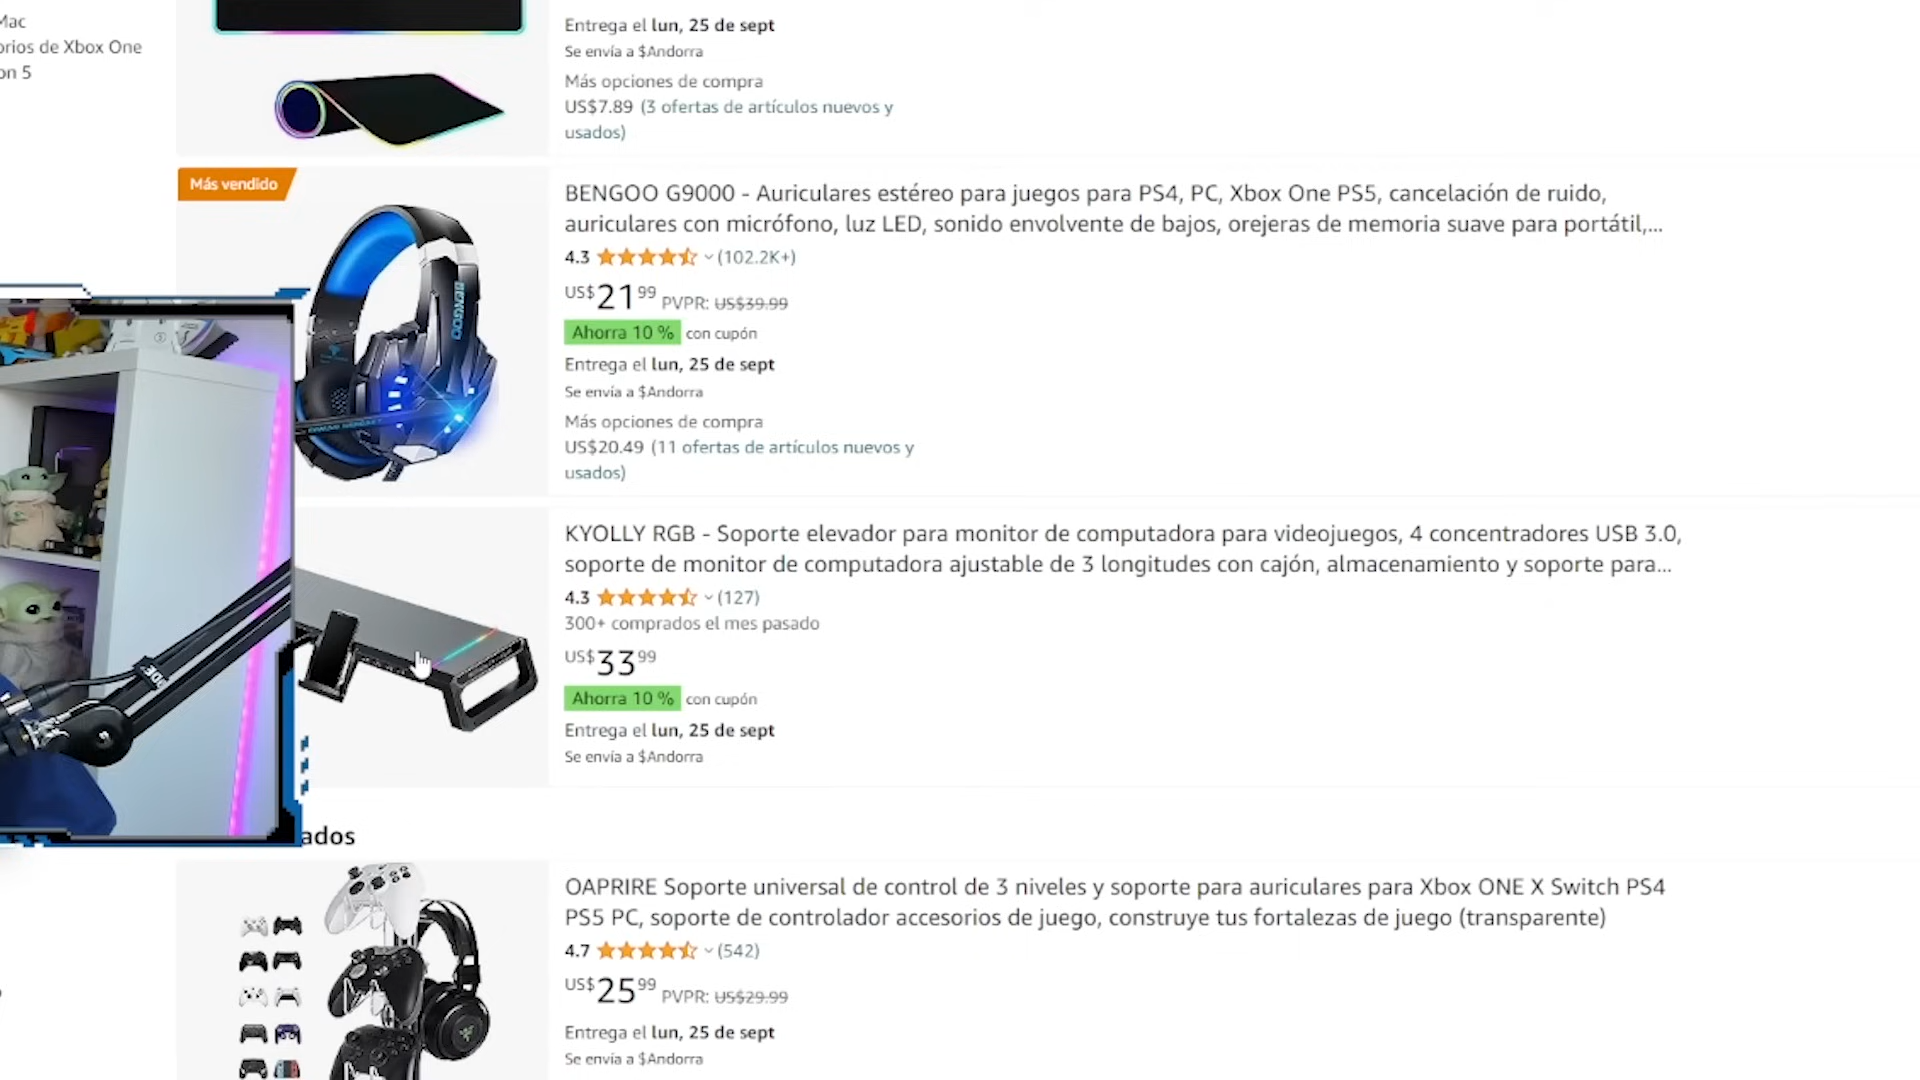 Mac
orios de Xbox One
on 5
Entrega el lun, 25 de sept
Se envía a $Andorra
Más opciones de compra
US$7.89 (3 ofertas de artículos nuevos y
usados)
Más vendido
BENGOO G9000 - Auriculares estéreo para juegos para PS4, PC, Xbox One PS5, cancelación de ruido,
auriculares con micrófono, luz LED, sonido envolvente de bajos, orejeras de memoria suave para portátil,...
4.3 (102.2K+)
US$21.99 PVPR: US$39.99
Ahorra 10 % con cupón
Entrega el lun, 25 de sept
Se envía a $Andorra
Más opciones de compra
US$20.49 (11 ofertas de artículos nuevos y
usados)
BENGOO
KYOLLY RGB - Soporte elevador para monitor de computadora para videojuegos, 4 concentradores USB 3.0,
soporte de monitor de computadora ajustable de 3 longitudes con cajón, almacenamiento y soporte para...
4.3 (127)
300+ comprados el mes pasado
US$33.99
Ahorra 10 % con cupón
Entrega el lun, 25 de sept
Se envía a $Andorra
ados
OAPRIRE Soporte universal de control de 3 niveles y soporte para auriculares para Xbox ONE X Switch PS4
PS5 PC, soporte de controlador accesorios de juego, construye tus fortalezas de juego (transparente)
4.7 (542)
US$25.99 PVPR: US$29.99
Entrega el lun, 25 de sept
Se envía a $Andorra